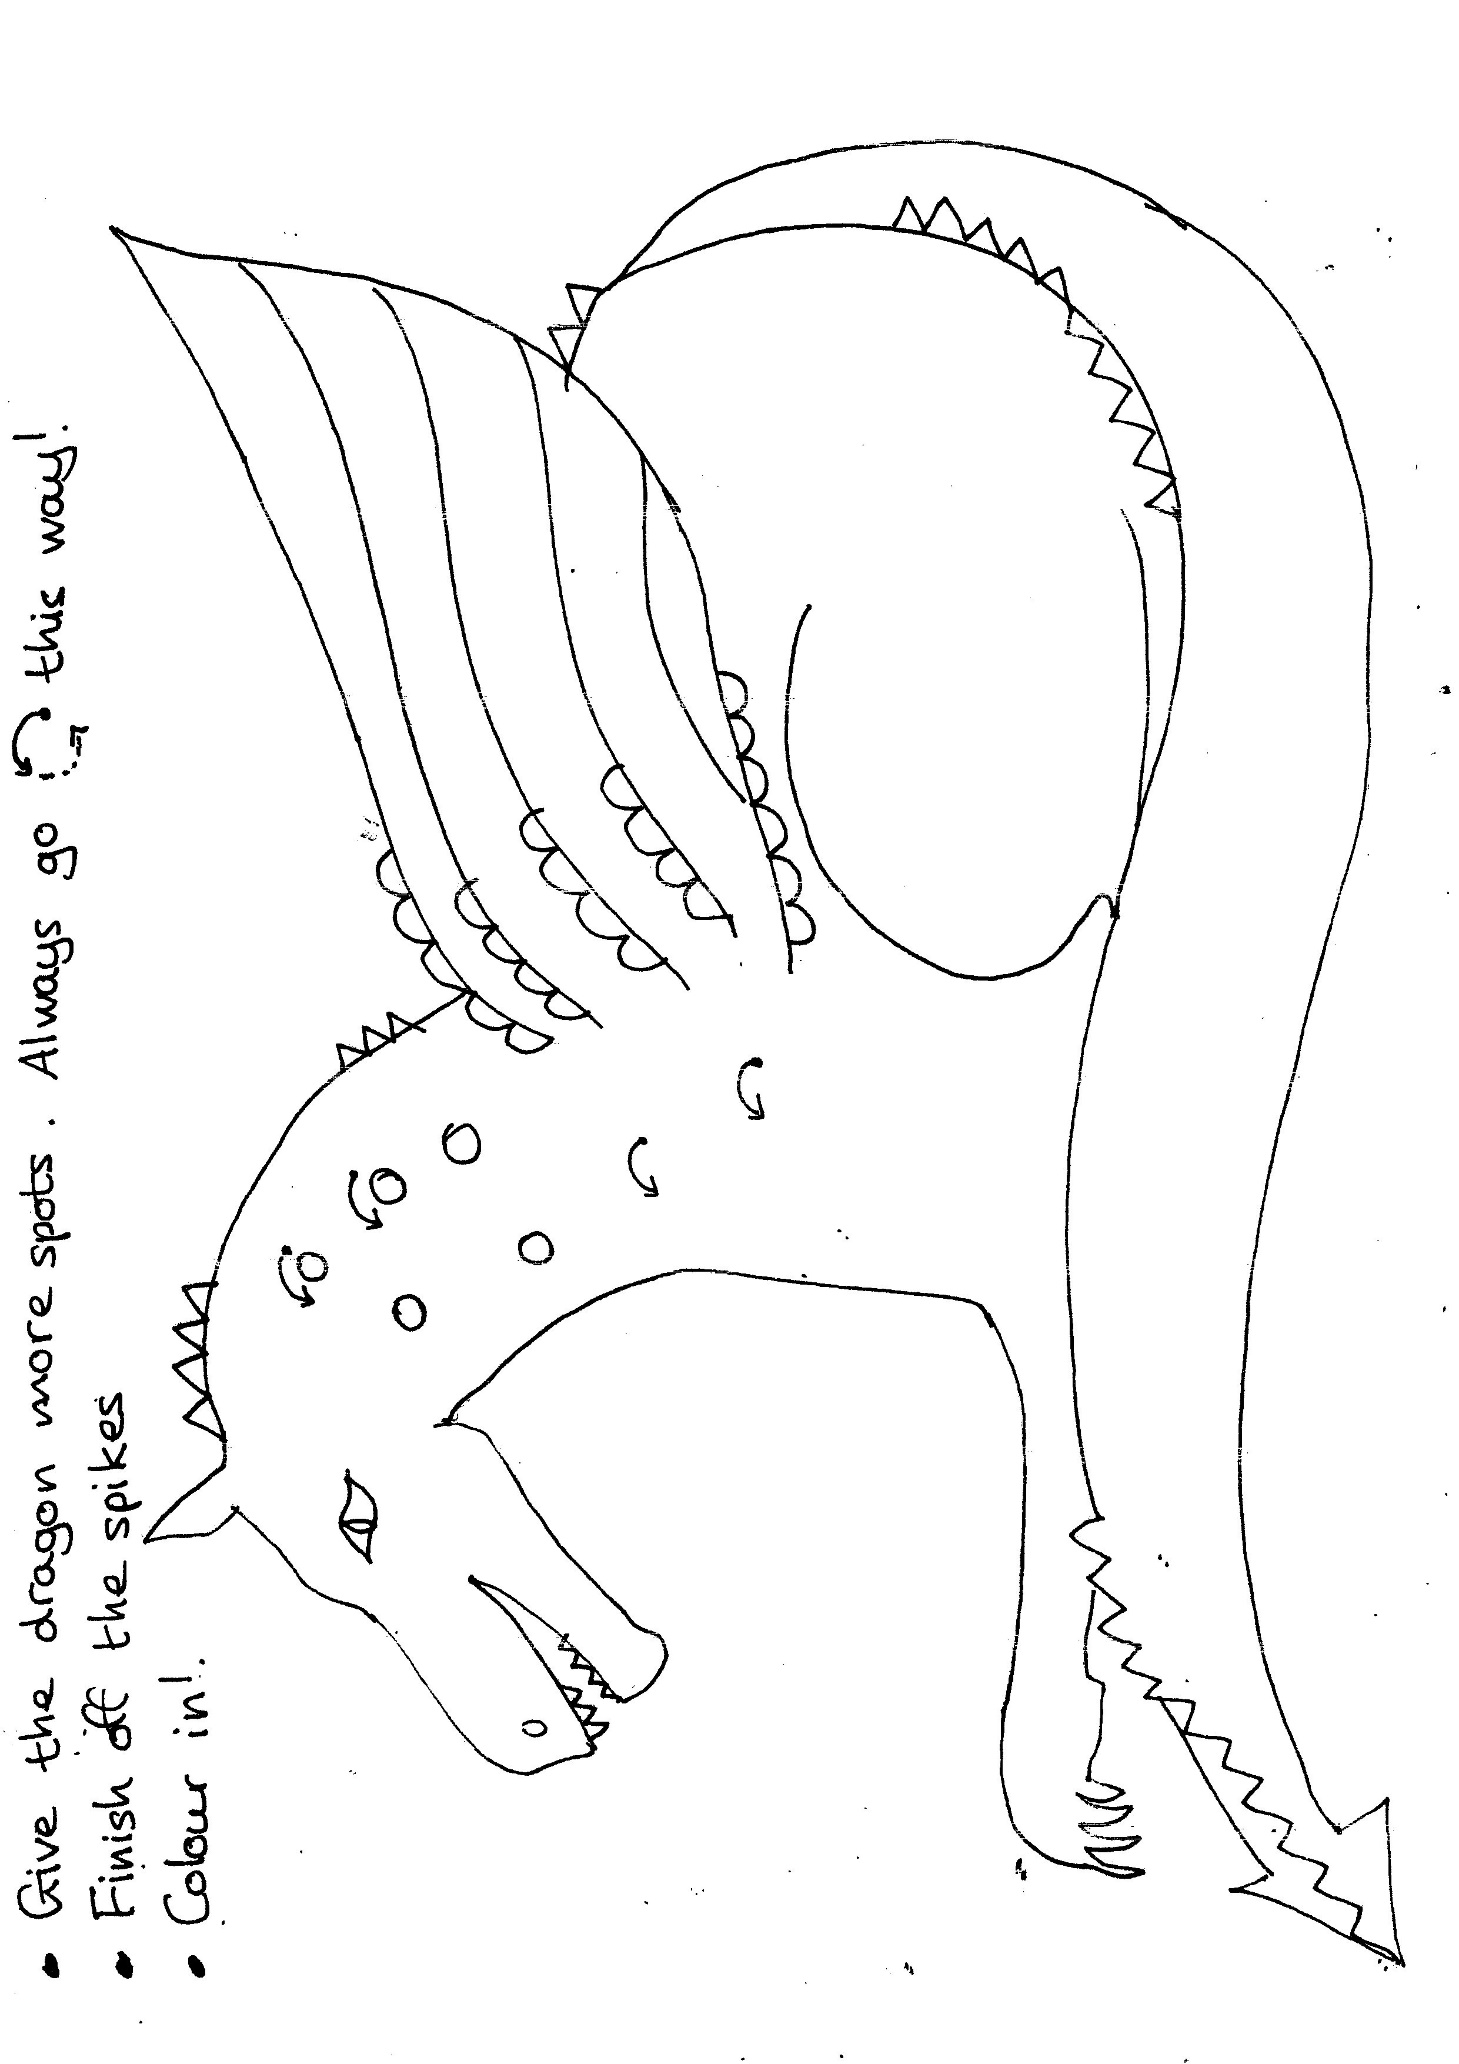 • Give the dragon more spots. Always go this way!
• Finish off the spikes
• Colour in!